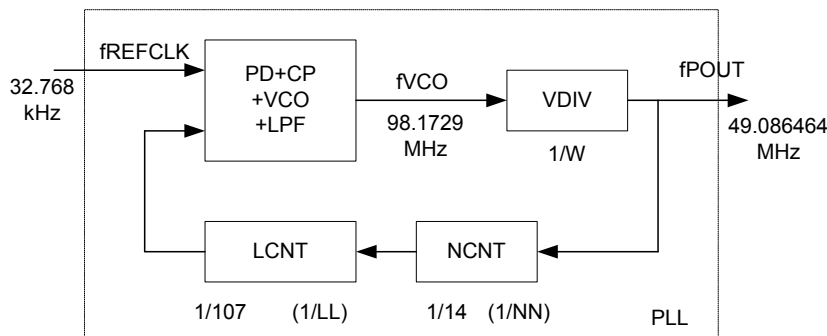 fREFCLK
32.768
kHz
PD+CP
+VCO
+LPF
fVCO
98.1729
MHz
VDIV
1/W
fPOUT
49.086464
MHz
LCNT
NCNT
1/107 (1/LL)
1/14 (1/NN)
PLL